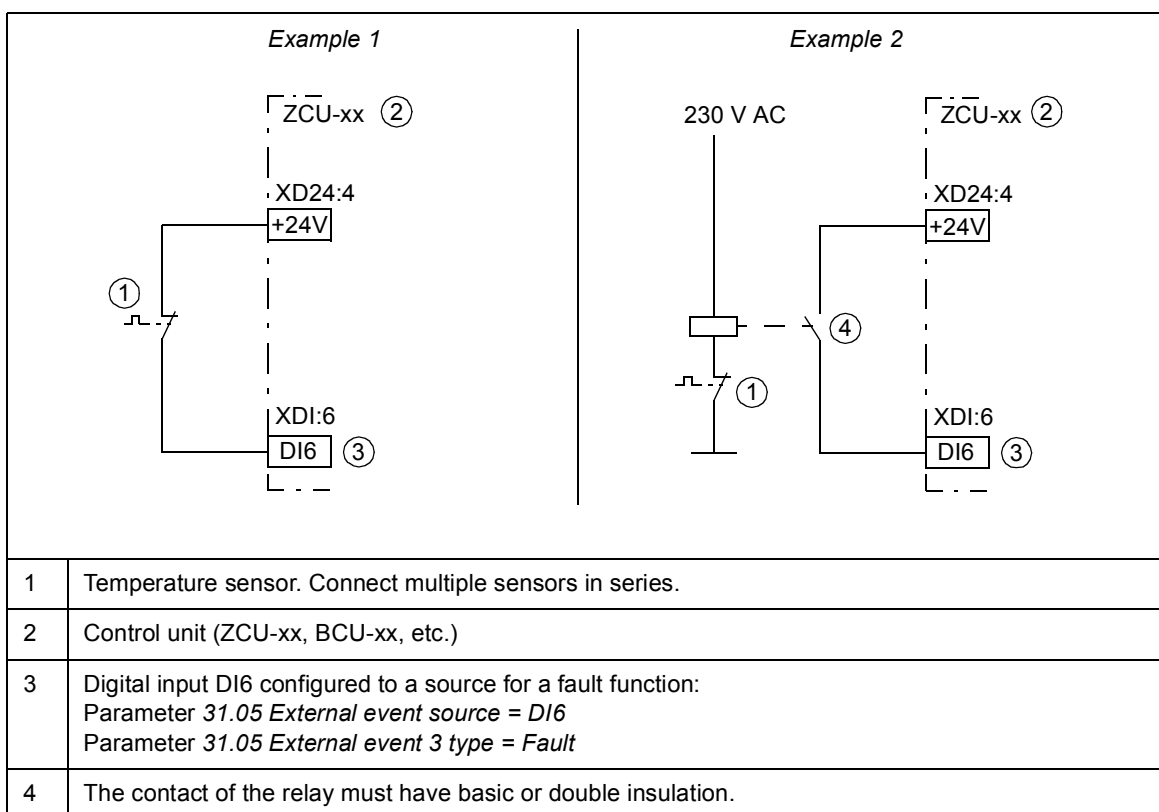 Example 1
Example 2
ZCU-xx 2
XD24:4
+24V
1
XDI:6
DI6 3
230 V AC
ZCU-xx 2
XD24:4
+24V
4
1
XDI:6
DI6 3
1 Temperature sensor. Connect multiple sensors in series.
2 Control unit (ZCU-xx, BCU-xx, etc.)
3 Digital input DI6 configured to a source for a fault function:
Parameter 31.05 External event source = DI6
Parameter 31.05 External event 3 type = Fault
4 The contact of the relay must have basic or double insulation.